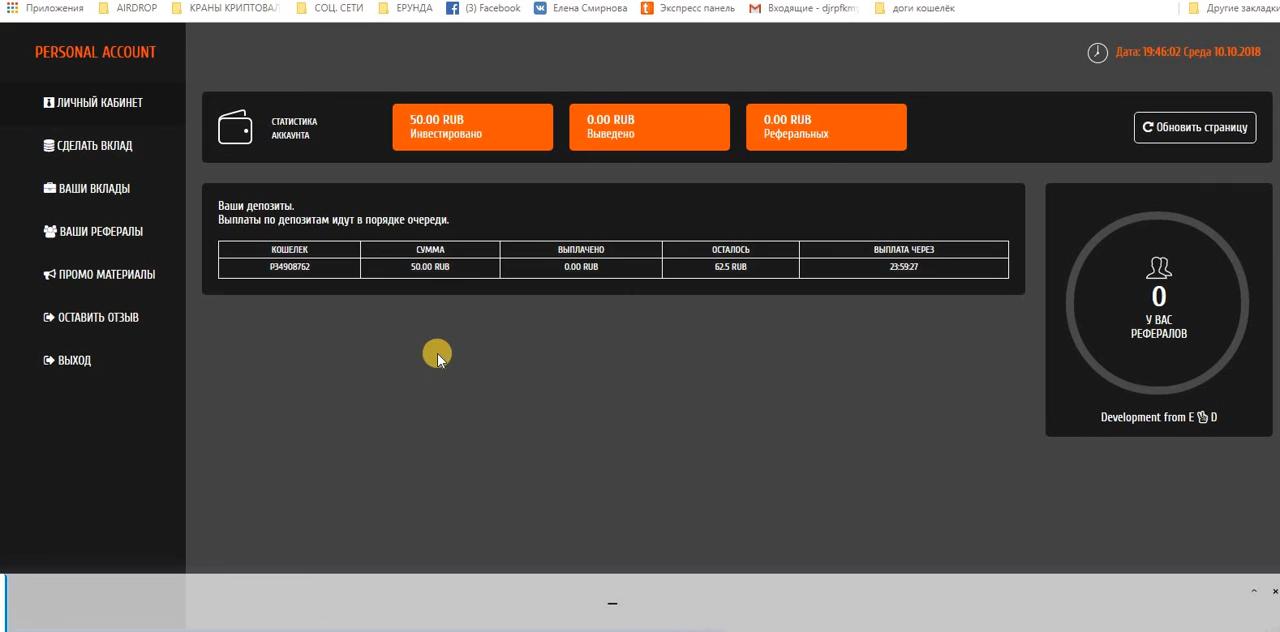 Приложения AIRDROP КРАНЫ КРИПТОВАЛ СОЦ. СЕТИ ЕРУНДА (3) Facebook Елена Смирнова Экспресс панель Входящие - djrpfkm доги кошелёк Другие закладки
PERSONAL ACCOUNT
Дата: 19:46:02 Среда 10.10.2018
ЛИЧНЫЙ КАБИНЕТ
СДЕЛАТЬ ВКЛАД
ВАШИ ВКЛАДЫ
ВАШИ РЕФЕРАЛЫ
ПРОМО МАТЕРИАЛЫ
ОСТАВИТЬ ОТЗЫВ
ВЫХОД
СТАТИСТИКА
АККАУНТА
50.00 RUB
Инвестировано
0.00 RUB
Выведено
0.00 RUB
Реферальных
Обновить страницу
Ваши депозиты.
Выплаты по депозитам идут в порядке очереди.
КОШЕЛЕК СУММА ВЫПЛАЧЕНО ОСТАЛОСЬ ВЫПЛАТА ЧЕРЕЗ
P34908762 50.00 RUB 0.00 RUB 62.5 RUB 23:59:27
0
У ВАС
РЕФЕРАЛОВ
Development from E D